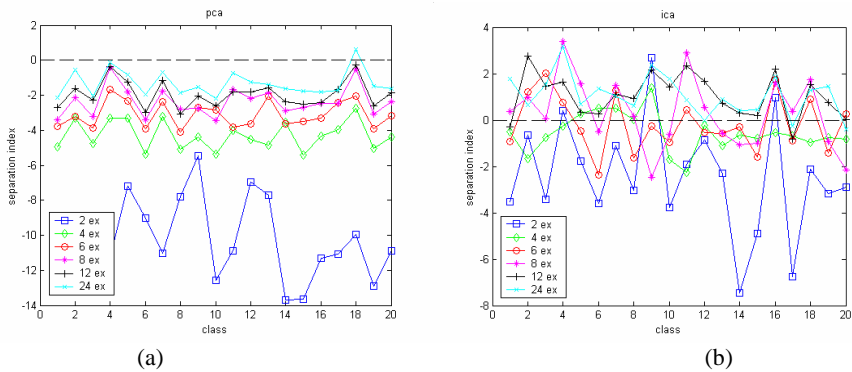 pca
separation index
2
0
-2
-4
-6
-8
-10
-12
-14
2 ex
4 ex
6 ex
8 ex
12 ex
24 ex
0 2 4 6 8 10 12 14 16 18 20
class
(a)
ica
separation index
4
2
0
-2
-4
-6
-8
2 ex
4 ex
6 ex
8 ex
12 ex
24 ex
0 2 4 6 8 10 12 14 16 18 20
class
(b)